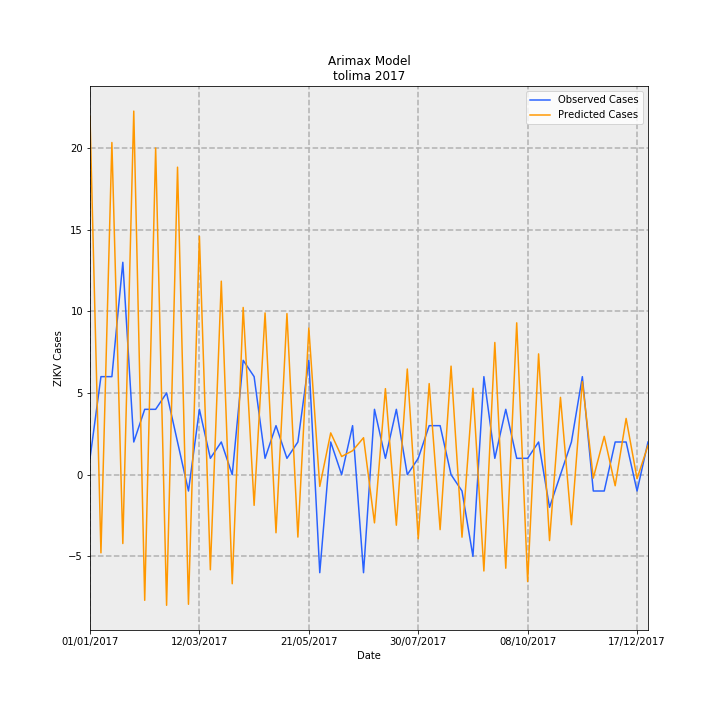 Arimax Model
tolima 2017
Observed Cases
Predicted Cases
ZIKV Cases
20
15
10
5
0
−5
01/01/2017
12/03/2017
21/05/2017
30/07/2017
08/10/2017
17/12/2017
Date